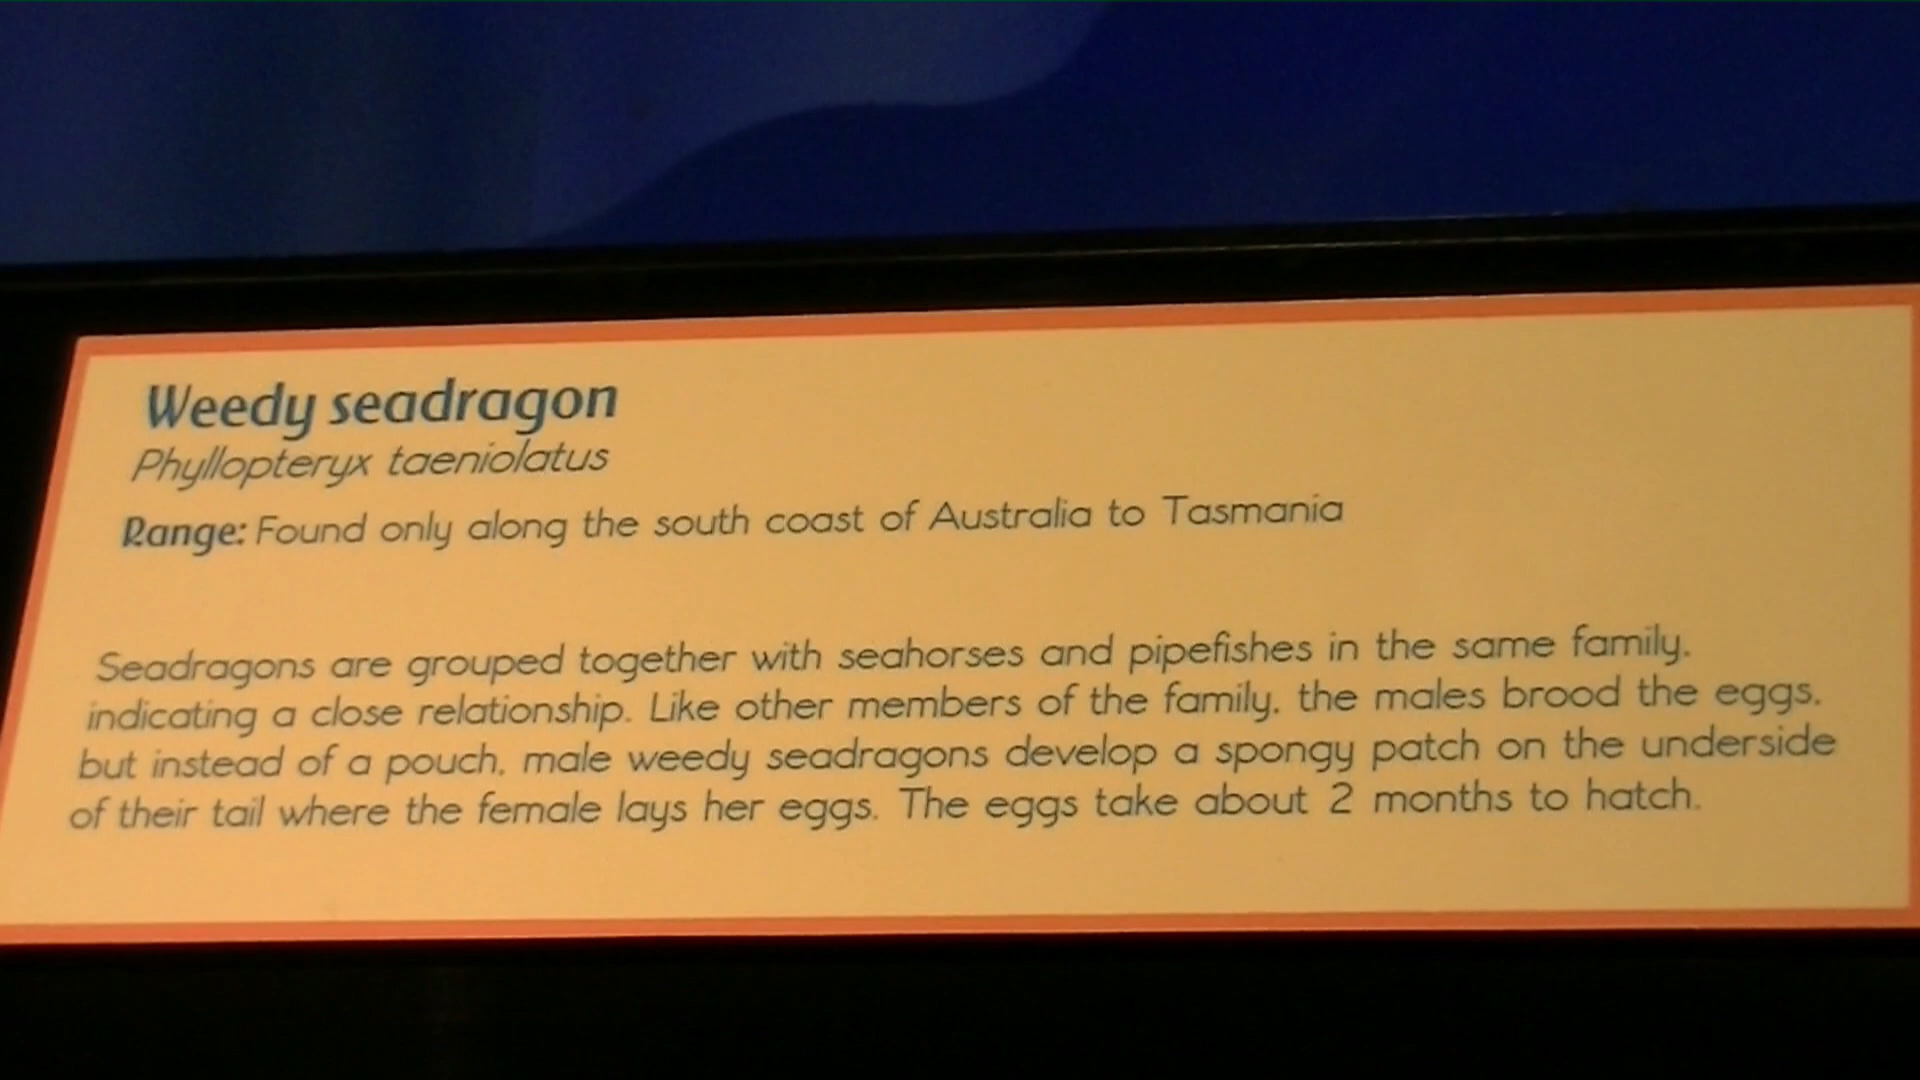 Weedy seadragon
Phyllopteryx taeniolatus
Range: Found only along the south coast of Australia to Tasmania
Seadragons are grouped together with seahorses and pipefishes in the same family,
indicating a close relationship. Like other members of the family, the males brood the eggs,
but instead of a pouch, male weedy seadragons develop a spongy patch on the underside
of their tail where the female lays her eggs. The eggs take about 2 months to hatch.